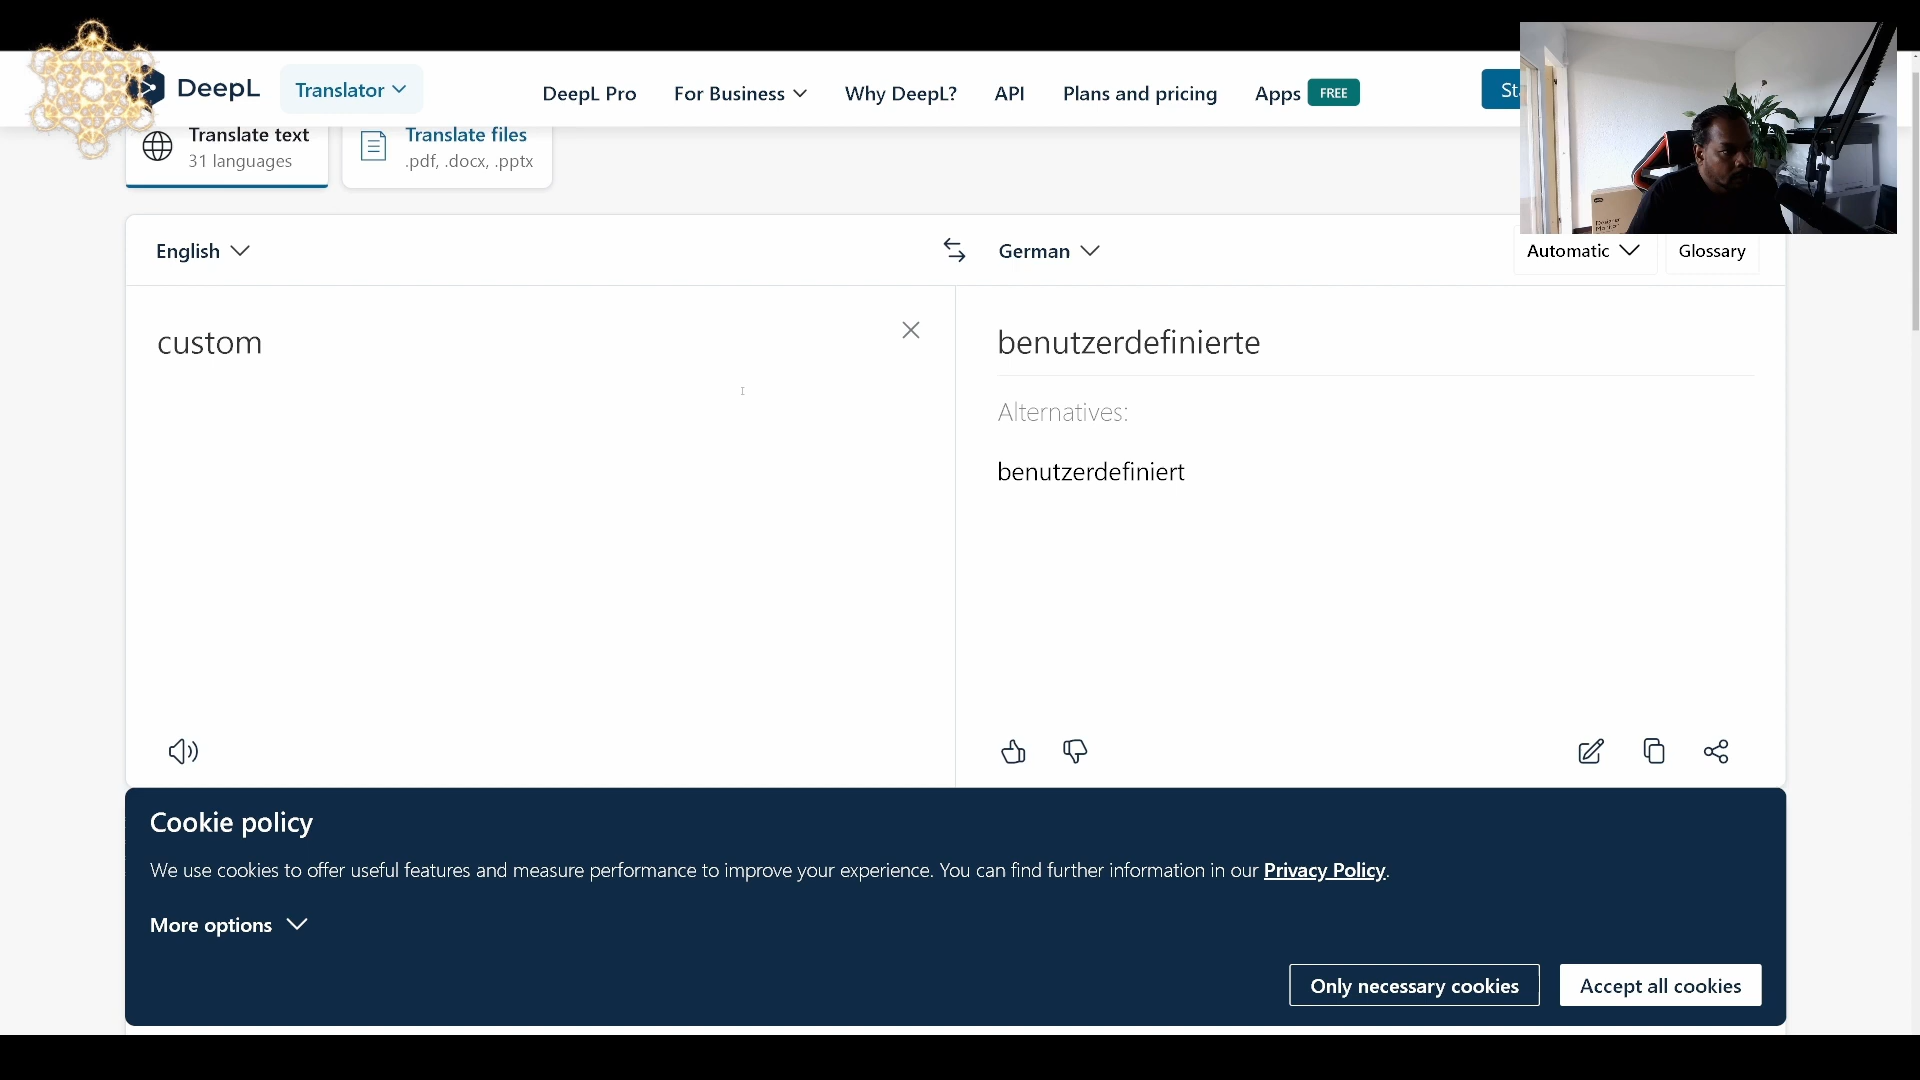 DeepL
Translator
DeepL Pro
For Business
Why DeepL?
API
Plans and pricing
Apps FREE
Translate text
31 languages
Translate files
.pdf, .docx, .pptx
English
German
Automatic
Glossary
custom
benutzerdefinierte
Alternatives:
benutzerdefiniert
Cookie policy
We use cookies to offer useful features and measure performance to improve your experience. You can find further information in our Privacy Policy.
More options
Only necessary cookies
Accept all cookies